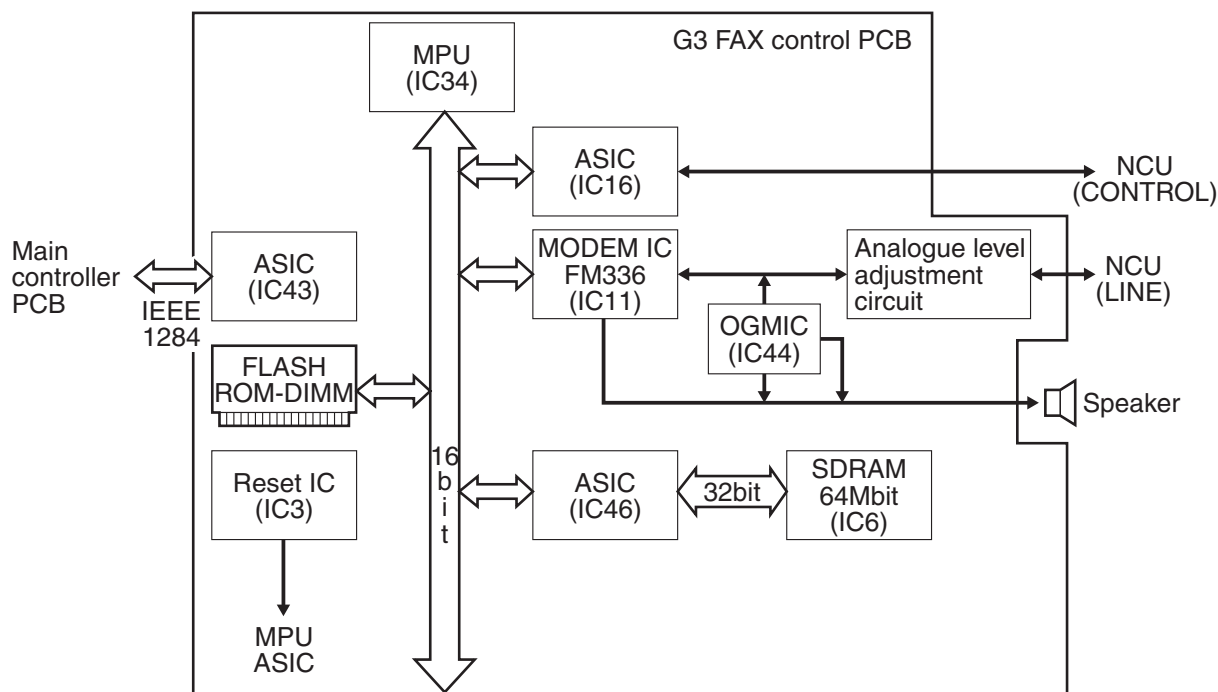 G3 FAX control PCB
MPU
(IC34)
ASIC
(IC16)
NCU
(CONTROL)
Main
controller
PCB
IEEE
1284
ASIC
(IC43)
MODEM IC
FM336
(IC11)
Analogue level
adjustment
circuit
NCU
(LINE)
OGMIC
(IC44)
FLASH
ROM-DIMM
Speaker
16
b
i
t
Reset IC
(IC3)
ASIC
(IC46)
32bit
SDRAM
64Mbit
(IC6)
MPU
ASIC